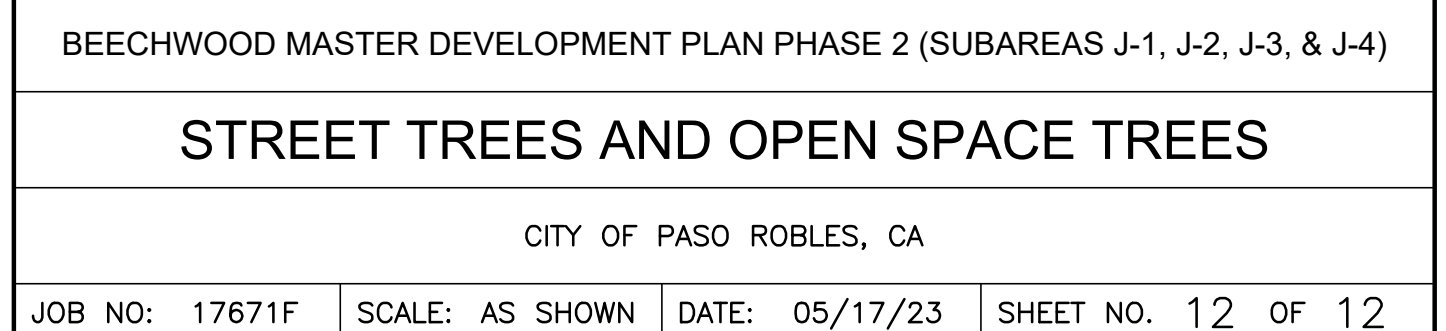 BEECHWOOD MASTER DEVELOPMENT PLAN PHASE 2 (SUBAREAS J-1, J-2, J-3, & J-4)
STREET TREES AND OPEN SPACE TREES
CITY OF PASO ROBLES, CA
JOB NO: 17671F SCALE: AS SHOWN DATE: 05/17/23 SHEET NO. 12 OF 12